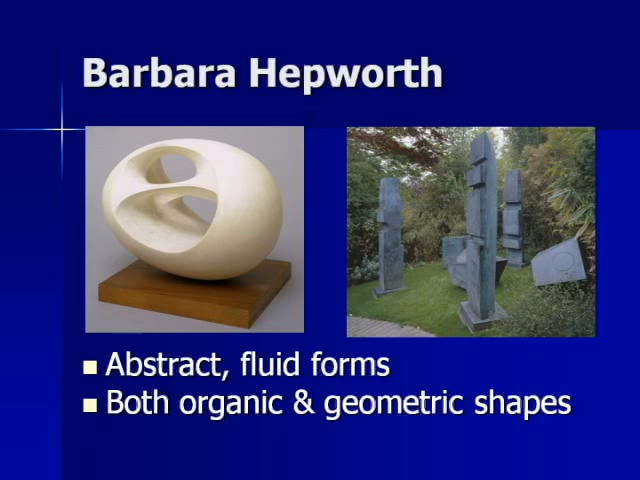 Barbara Hepworth
Abstract, fluid forms
Both organic & geometric shapes